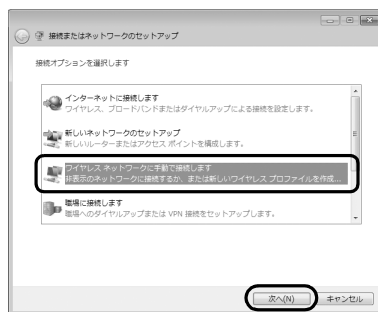 接続またはネットワークのセットアップ
接続オプションを選択します
インターネットに接続します
ワイヤレス、ブロードバンドまたはダイヤルアップによる接続を設定します。
新しいネットワークのセットアップ
新しいルーターまたはアクセス ポイントを構成します。
ワイヤレス ネットワークに手動で接続します
非表示のネットワークに接続するか、または新しいワイヤレス プロファイルを作成...
職場に接続します
職場へのダイヤルアップまたは VPN 接続をセットアップします。
次へ(N)
キャンセル